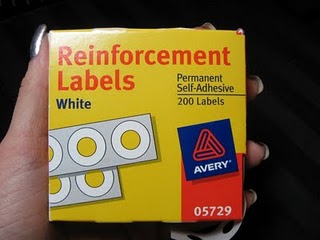 Reinforcement
Labels
White
Permanent
Self-Adhesive
200 Labels
AVERY
05729